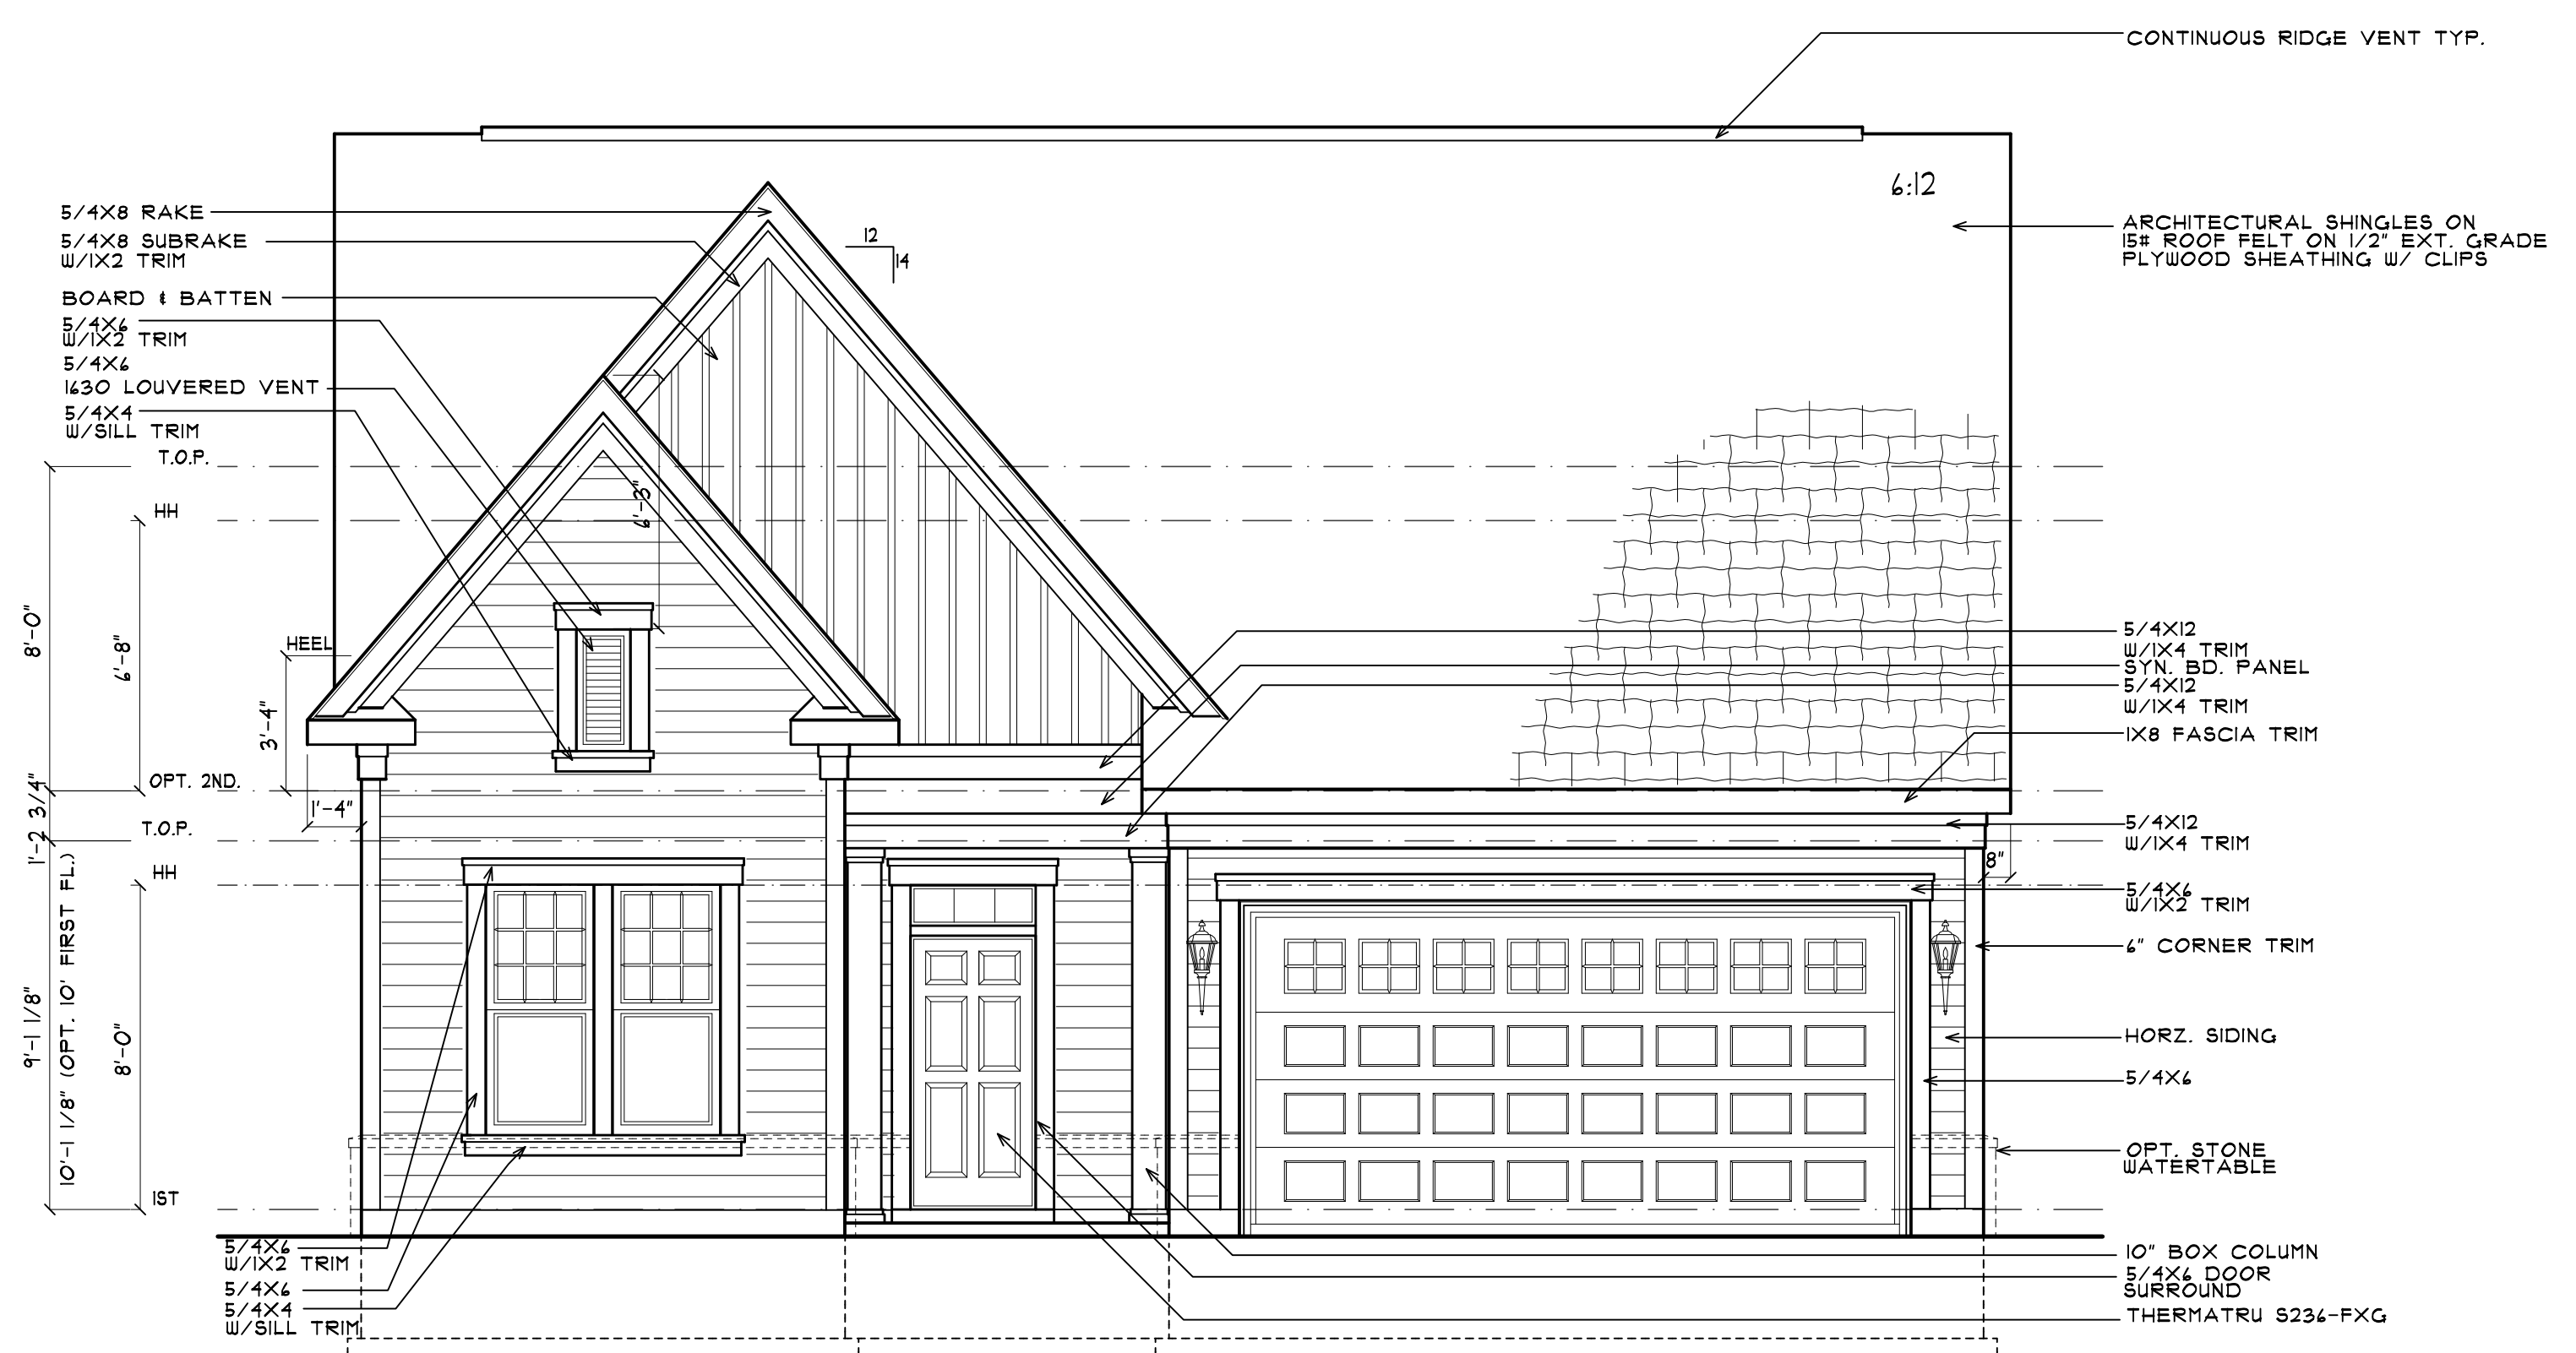 CONTINUOUS RIDGE VENT TYP.
6:12
5/4X8 RAKE
5/4X8 SUBRAKE
W/1X2 TRIM
12
14
ARCHITECTURAL SHINGLES ON
15# ROOF FELT ON 1/2" EXT. GRADE
PLYWOOD SHEATHING W/ CLIPS
BOARD & BATTEN
5/4X6
W/1X2 TRIM
5/4X6
1630 LOUVERED VENT
5/4X4
W/SILL TRIM
T.O.P.
HH
6'-3"
8'-0"
6'-8"
HEEL
3'-4"
OPT. 2ND.
1'-4"
1'-2 3/4"
T.O.P.
HH
9'-1 1/8"
10'-1 1/8" (OPT. 10' FIRST FL.)
8'-0"
1ST
5/4X12
W/1X4 TRIM
SYN. BD. PANEL
5/4X12
W/1X4 TRIM
1X8 FASCIA TRIM
5/4X12
W/1X4 TRIM
8"
5/4X6
W/1X2 TRIM
6" CORNER TRIM
HORZ. SIDING
5/4X6
OPT. STONE
WATERTABLE
5/4X6
W/1X2 TRIM
5/4X6
5/4X4
W/SILL TRIM
10" BOX COLUMN
5/4X6 DOOR
SURROUND
THERMATRU S236-FXG